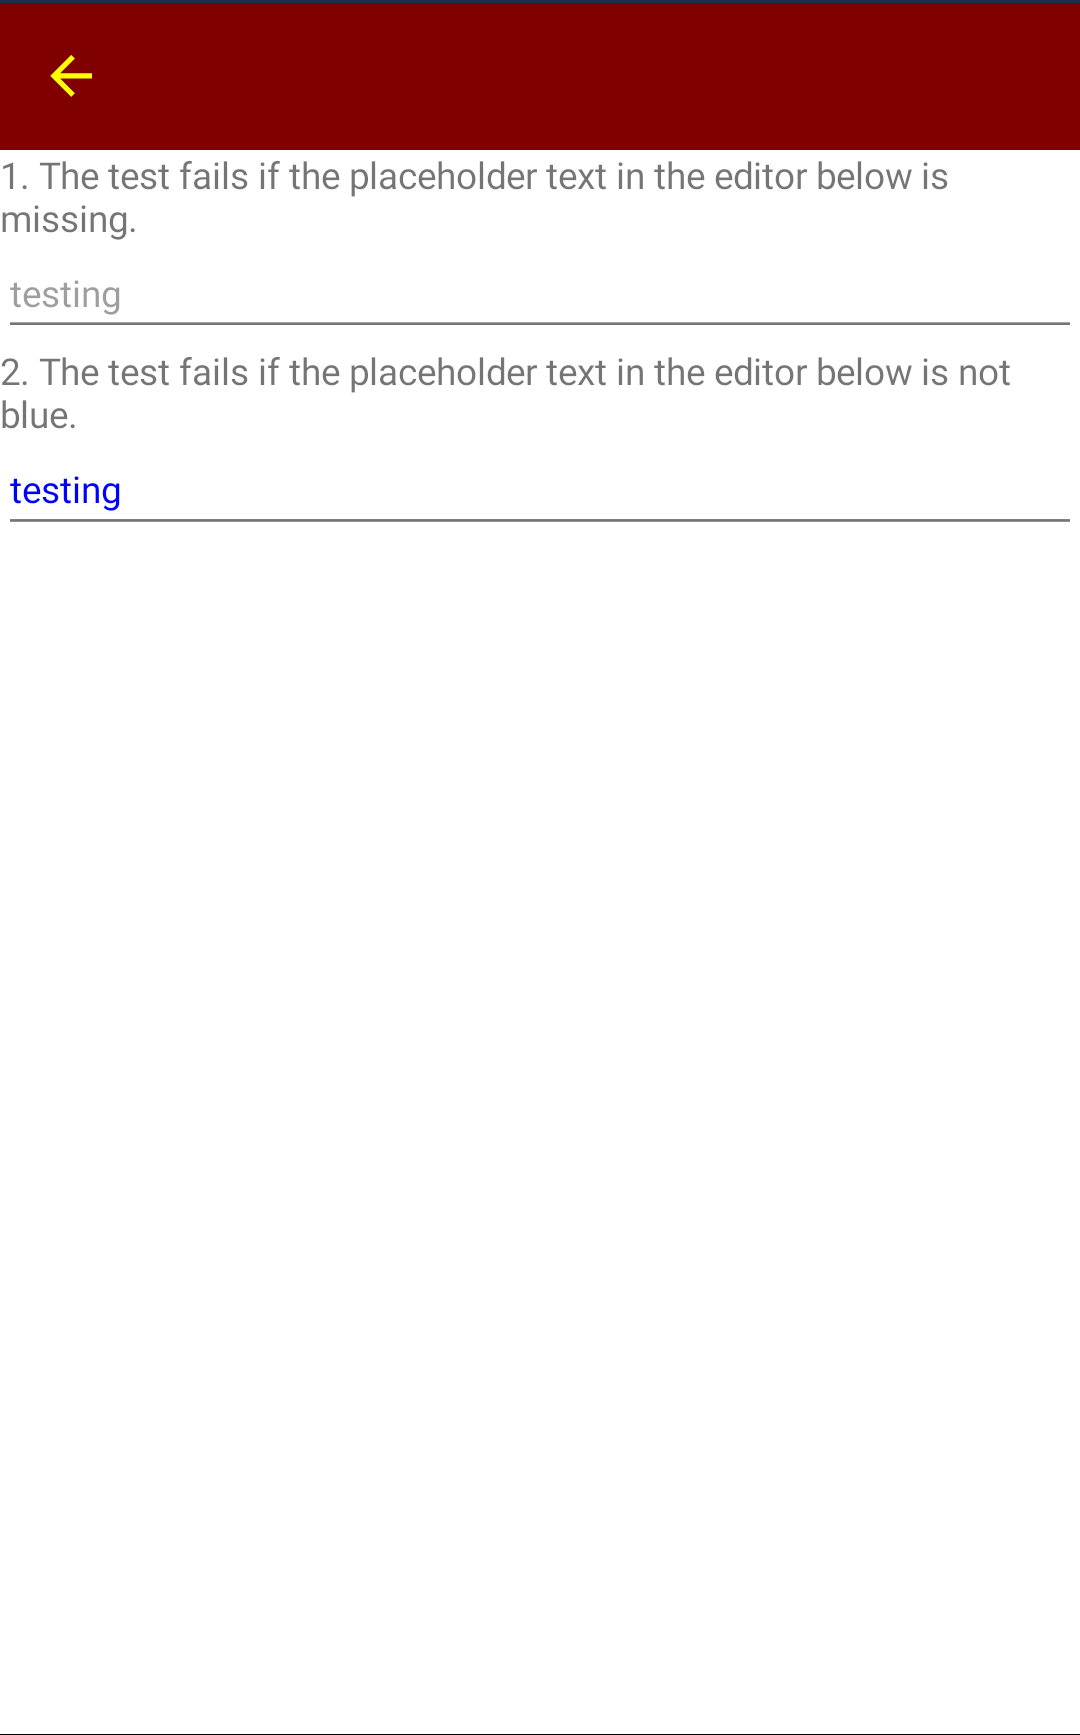 1. The test fails if the placeholder text in the editor below is
missing.
testing
2. The test fails if the placeholder text in the editor below is not
blue.
testing